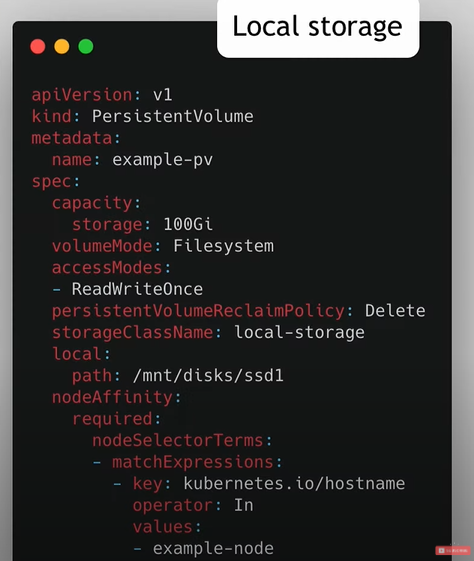 Local storage
apiVersion: v1
kind: PersistentVolume
metadata:
  name: example-pv
spec:
  capacity:
    storage: 100Gi
  volumeMode: Filesystem
  accessModes:
  - ReadWriteOnce
  persistentVolumeReclaimPolicy: Delete
  storageClassName: local-storage
  local:
    path: /mnt/disks/ssd1
  nodeAffinity:
    required:
      nodeSelectorTerms:
      - matchExpressions:
        - key: kubernetes.io/hostname
          operator: In
          values:
          - example-node